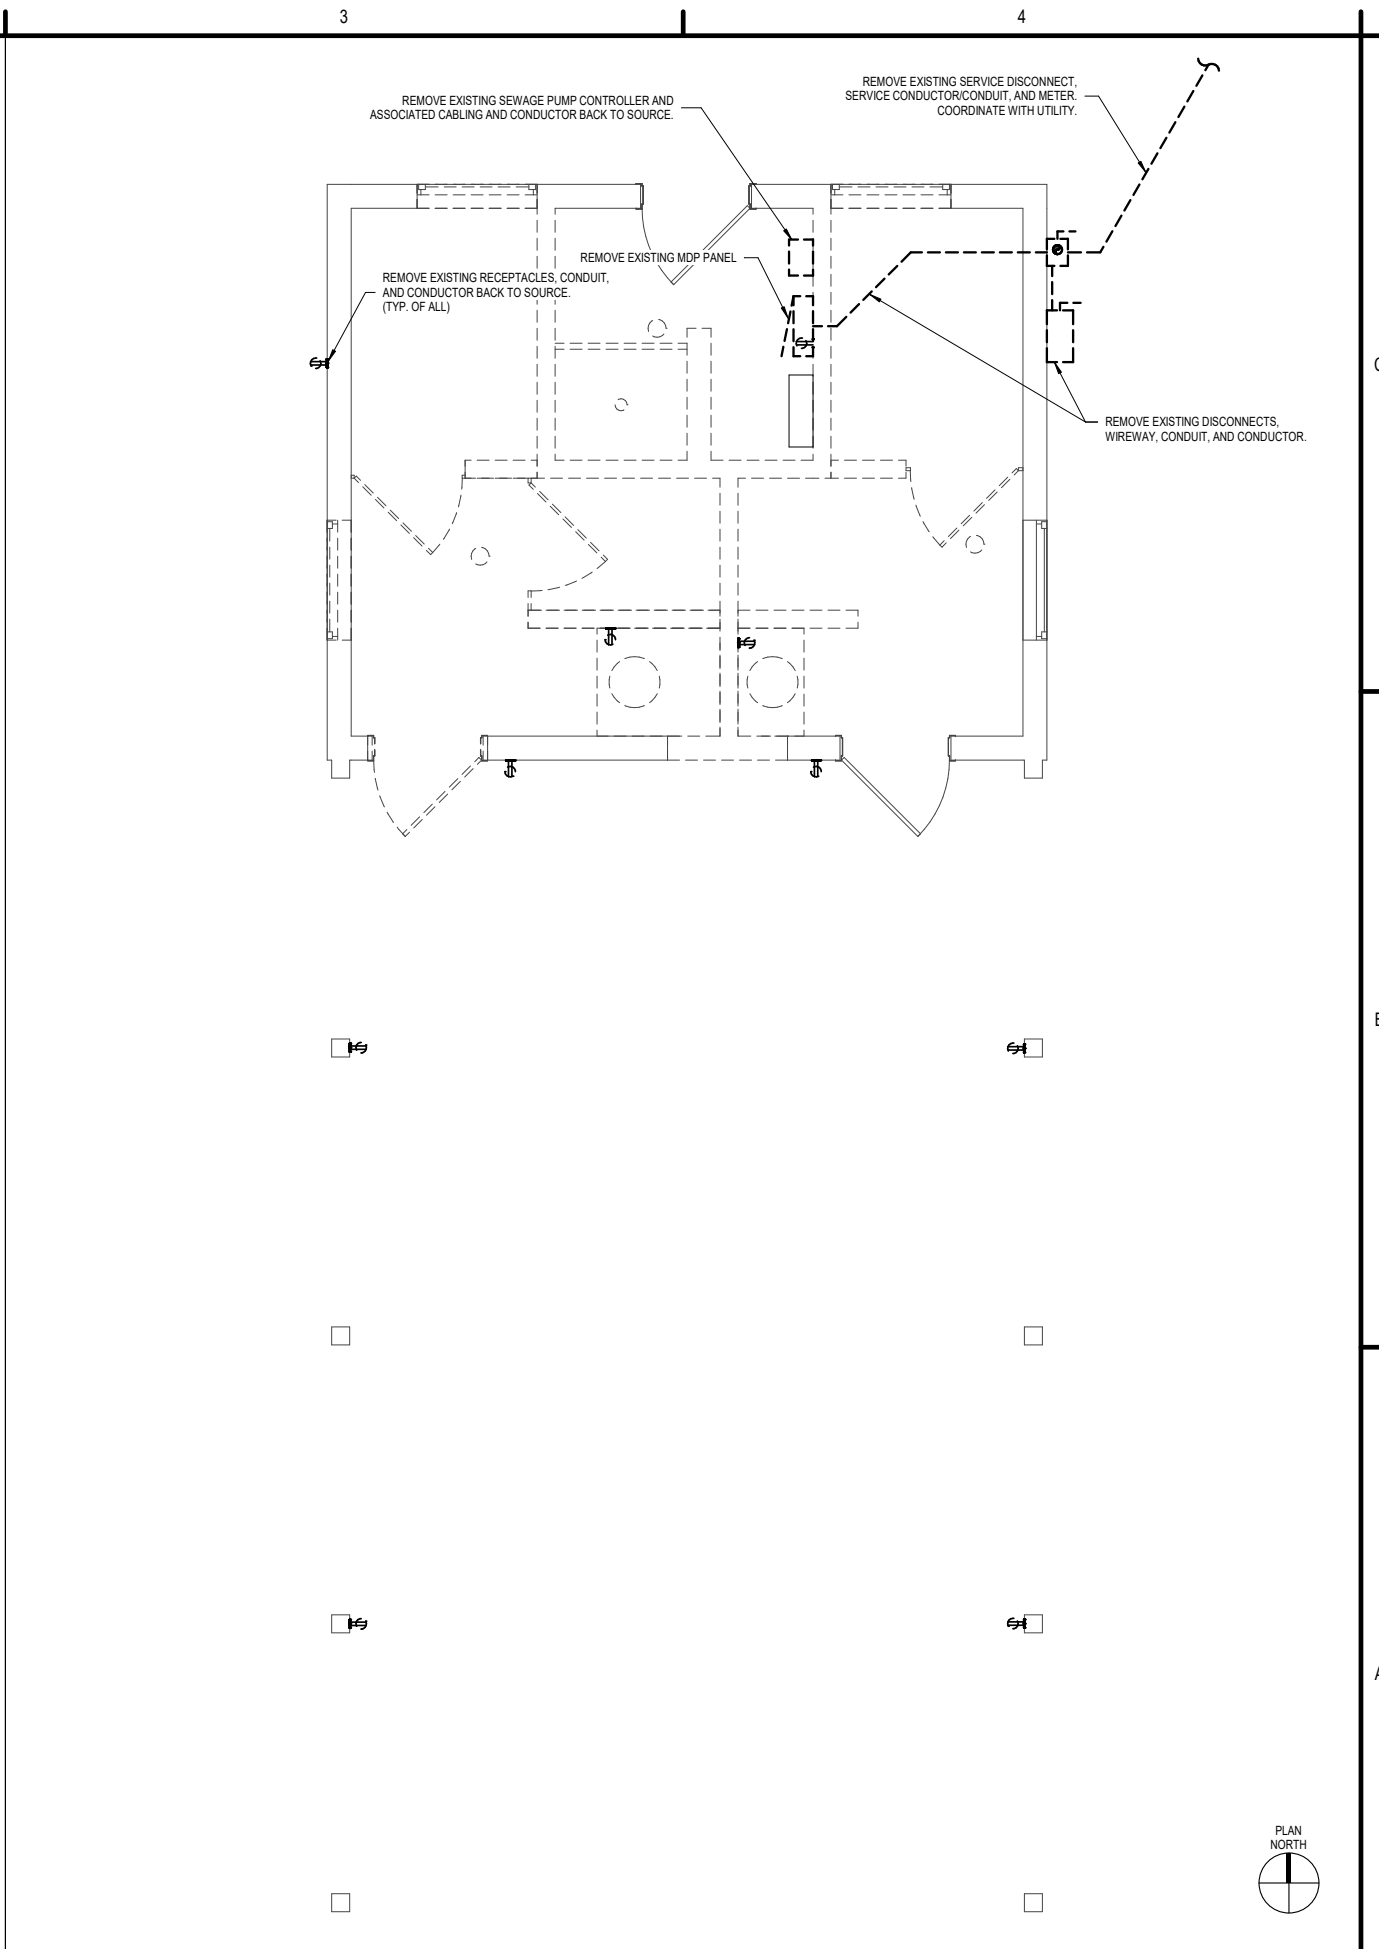 3
4
REMOVE EXISTING SERVICE DISCONNECT,
SERVICE CONDUCTOR/CONDUIT, AND METER.
COORDINATE WITH UTILITY.
REMOVE EXISTING SEWAGE PUMP CONTROLLER AND
ASSOCIATED CABLING AND CONDUCTOR BACK TO SOURCE.
REMOVE EXISTING MDP PANEL
REMOVE EXISTING RECEPTACLES, CONDUIT,
AND CONDUCTOR BACK TO SOURCE.
(TYP. OF ALL)
REMOVE EXISTING DISCONNECTS,
WIREWAY, CONDUIT, AND CONDUCTOR.
PLAN
NORTH